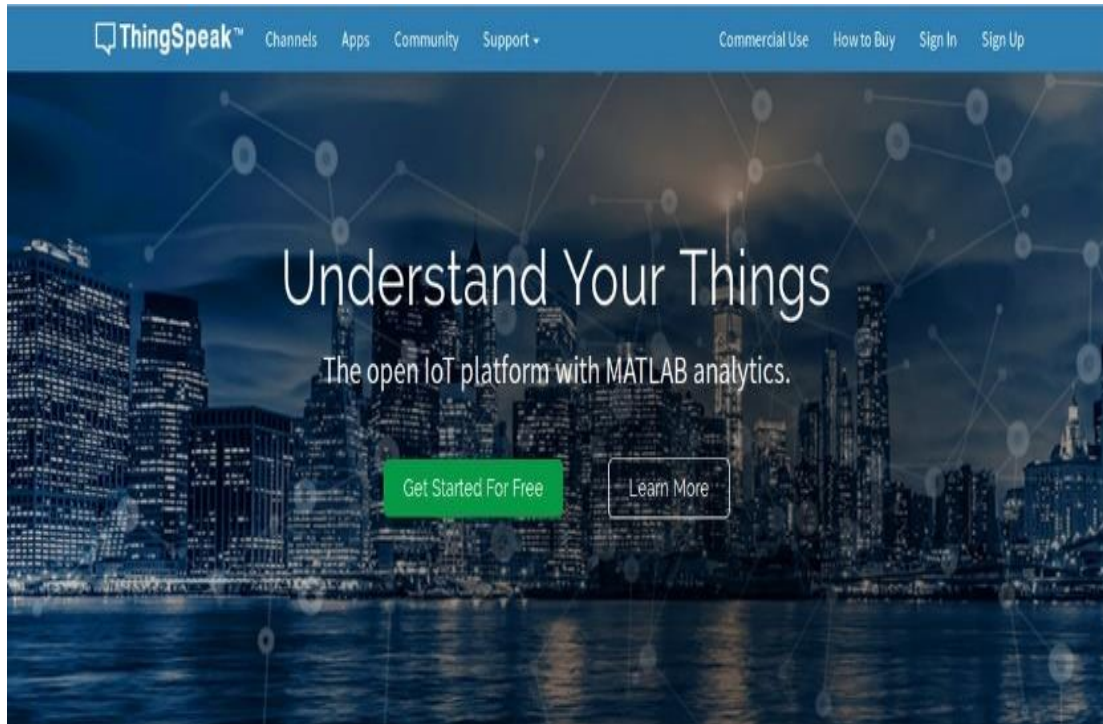 ThingSpeak™ Channels Apps Community Support Commercial Use How to Buy Sign In Sign Up
Understand Your Things
The open IoT platform with MATLAB analytics.
Get Started For Free Learn More